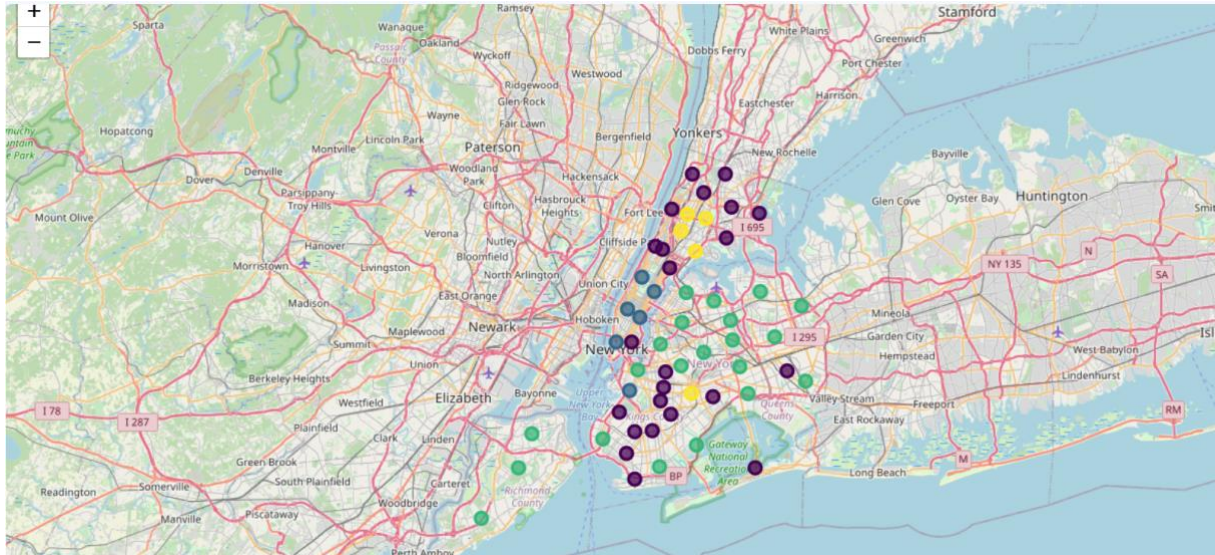 +
−
Sparta
Wanaque
Ramsey
Stamford
Oakland
Wyckoff
Dobbs Ferry
White Plains
Greenwich
Passaic
County
Westwood
Port Chester
Ridgewood
Glen Rock
Eastchester
Harrison
Hopatcong
Wayne
Fair Lawn
Bergenfield
Yonkers
Montville
Lincoln Park
Paterson
New Rochelle
Bayville
Denville
Woodland
Park
Hackensack
Dover
Parsippany-
Troy Hills
Clifton
Hasbrouck
Heights
Fort Lee
Glen Cove
Oyster Bay
Huntington
Mount Olive
Hanover
Verona
Nutley
Cliffside
I 695
Morristown
Livingston
Bloomfield
North Arlington
Union City
NY 135
N
SA
Madison
East Orange
Mendham
Maplewood
Newark
Hoboken
Mineola
Summit
New York
I 295
Garden City
Hempstead
West Babylon
Berkeley Heights
Union
Lindenhurst
I 78
Westfield
Elizabeth
Bayonne
Upper
New York
Bay
Kings
Queens
County
Valley Stream
Freeport
RM
I 287
Plainfield
Clark
Linden
East Rockaway
Gateway
National
Recreation
Area
Green Brook
Carteret
BP
Long Beach
M
Readington
Somerville
South Plainfield
Richmond
County
Woodbridge
Manville
Piscataway
Perth Amboy